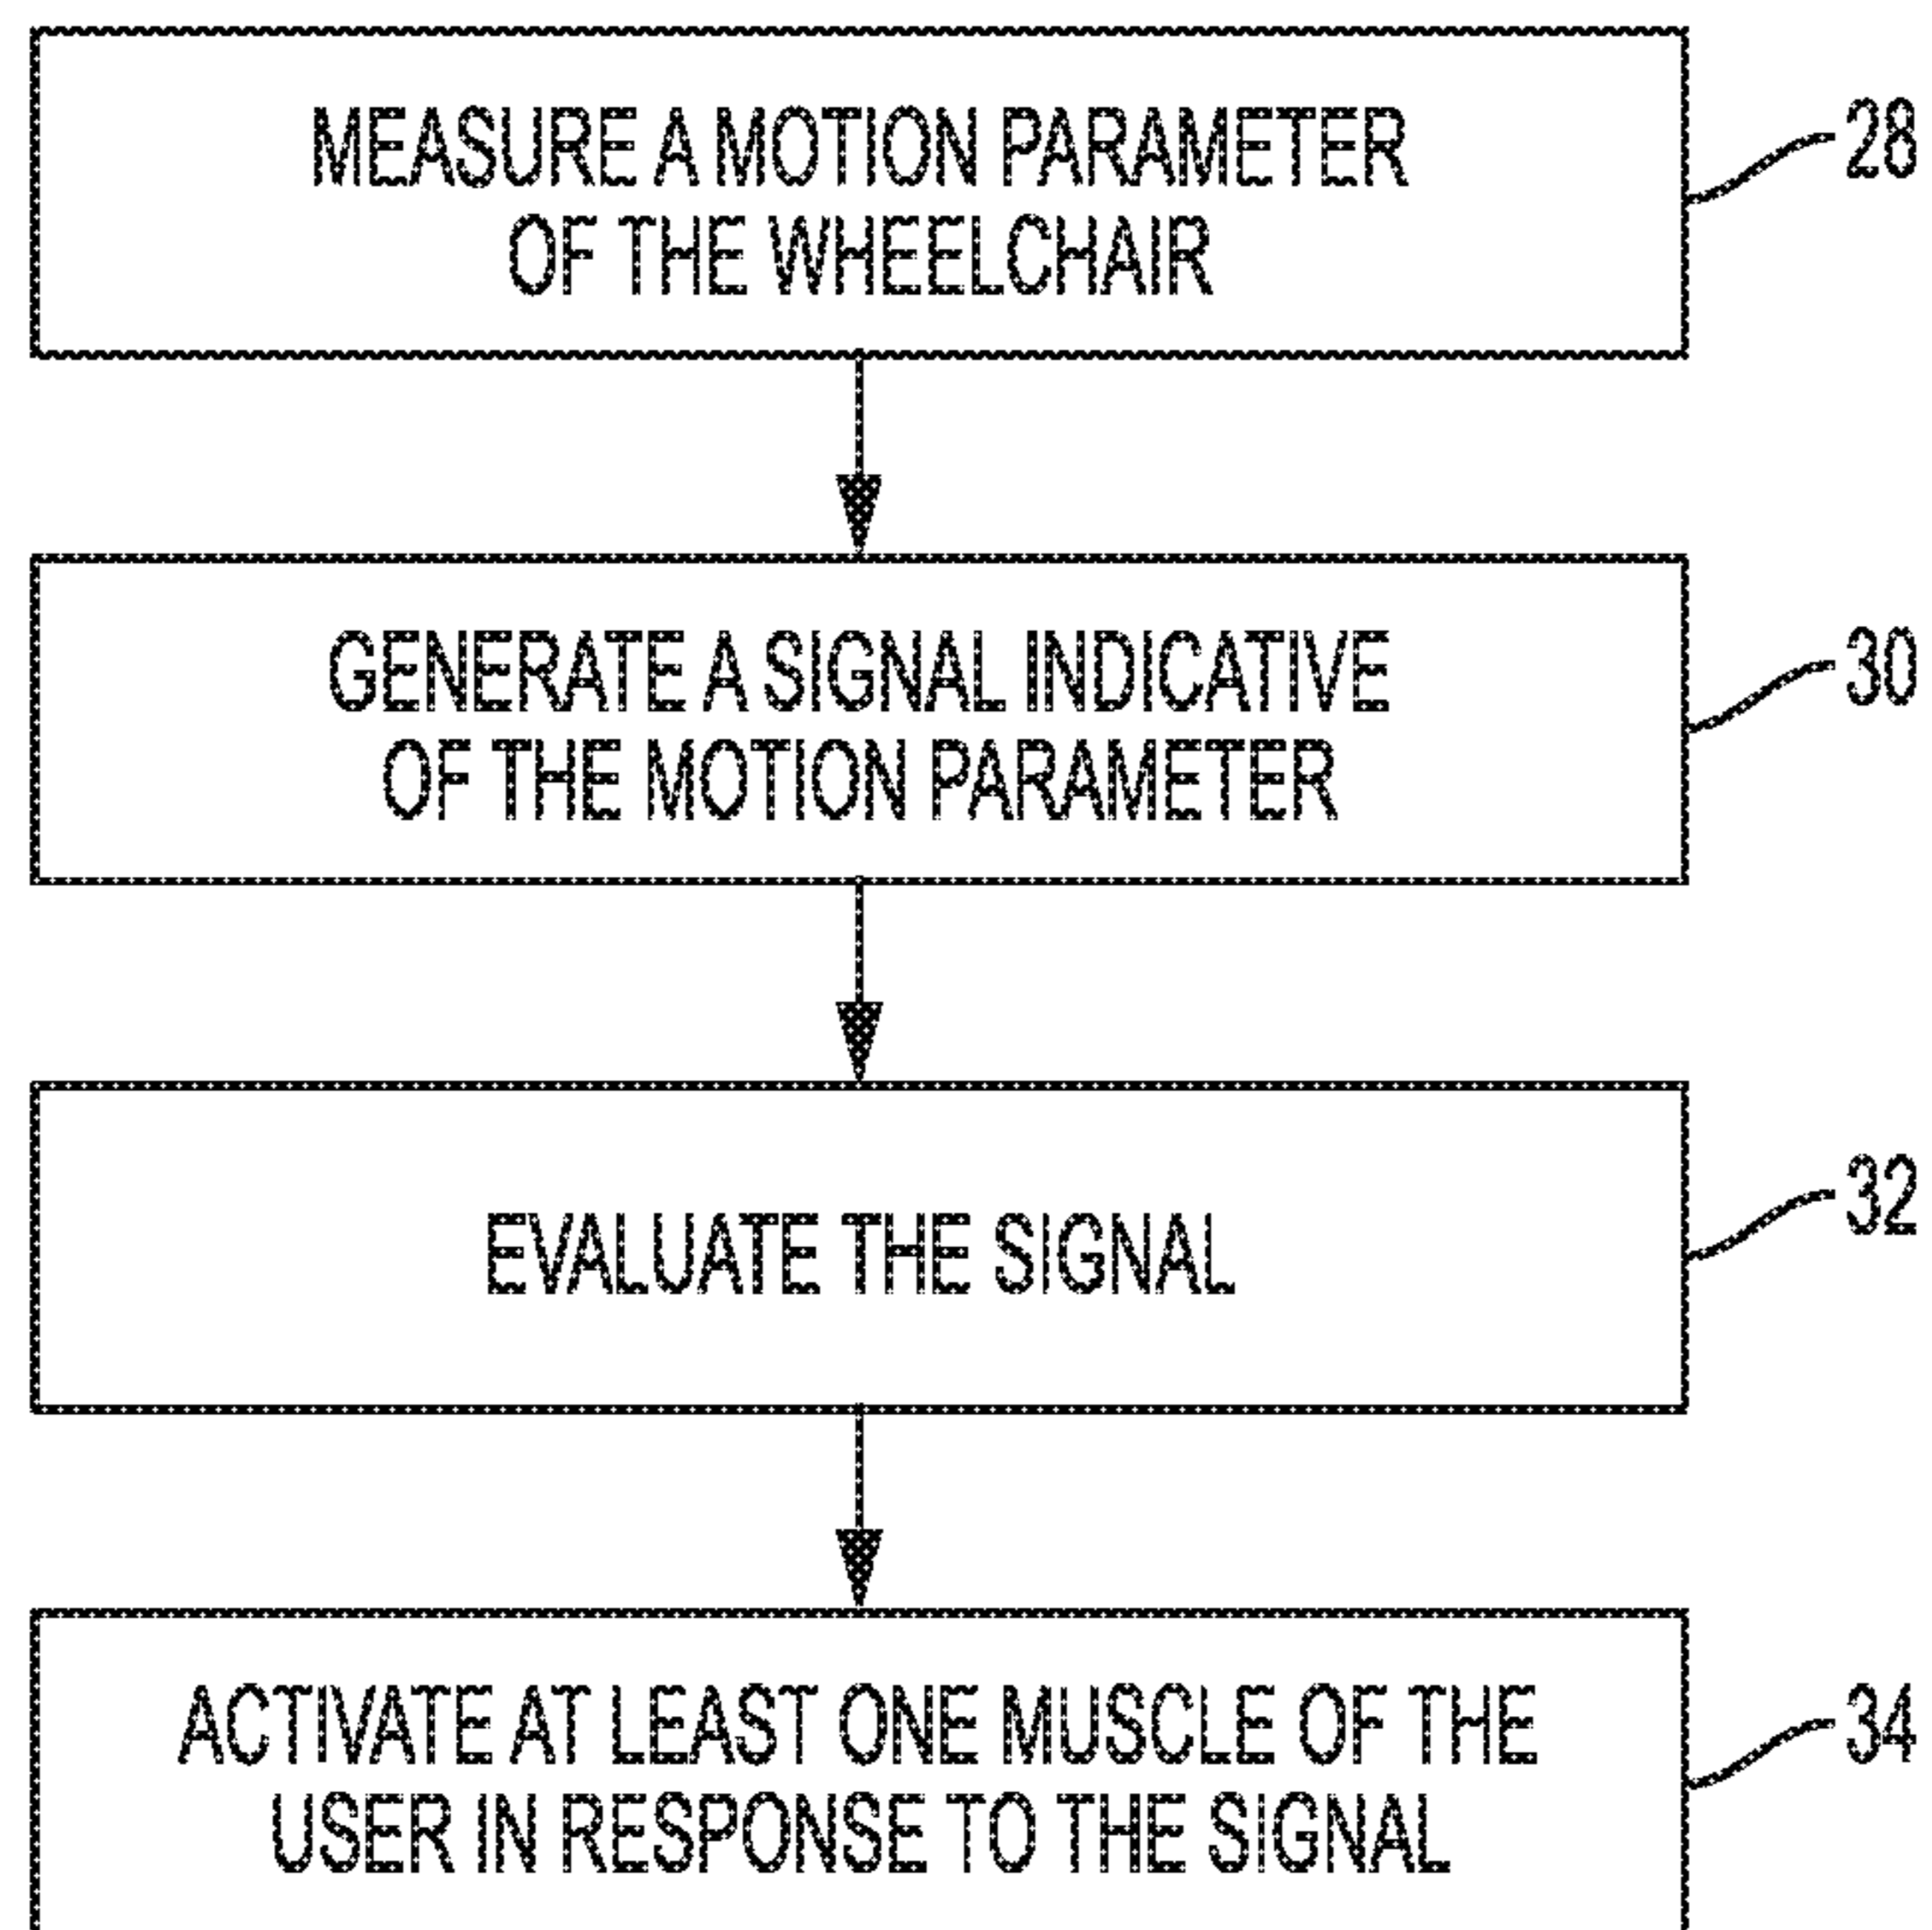 MEASURE A MOTION PARAMETER
OF THE WHEELCHAIR
28
GENERATE A SIGNAL INDICATIVE
OF THE MOTION PARAMETER
30
EVALUATE THE SIGNAL
32
ACTIVATE AT LEAST ONE MUSCLE OF THE
USER IN RESPONSE TO THE SIGNAL
34